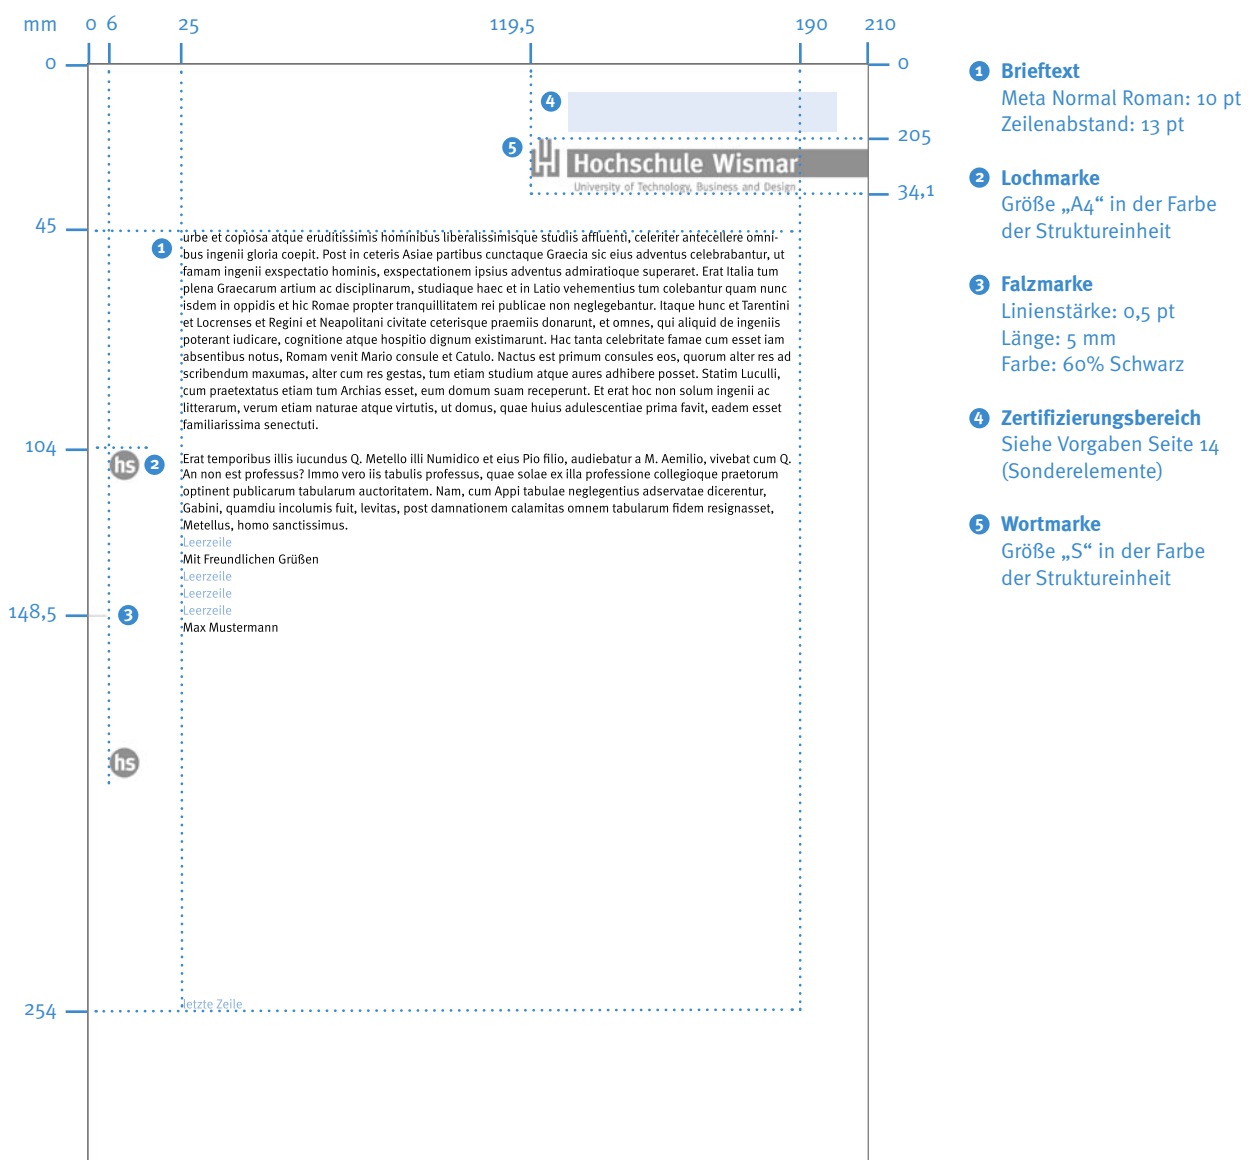 mm 0 6 25 119,5 190 210
0 0
4
205
5 Hochschule Wismar
University of Technology, Business and Design
34,1
45
1 urbe et copiosa atque eruditissimis hominibus liberalissimisque studiis affluenti, celeriter antecellere omni-
bus ingenii gloria coepit. Post in ceteris Asiae partibus cunctaque Graecia sic eius adventus celebrabantur, ut
famam ingenii exspectatio hominis, exspectationem ipsius adventus admiratioque superaret. Erat Italia tum
plena Graecarum artium ac disciplinarum, studiaque haec et in Latio vehementius tum colebantur quam nunc
isdem in oppidis et hic Romae propter tranquillitatem rei publicae non neglegebantur. Itaque hunc et Tarentini
et Locrenses et Regini et Neapolitani civitate ceterisque praemiis donarunt, et omnes, qui aliquid de ingeniis
poterant iudicare, cognitione atque hospitio dignum existimarunt. Hac tanta celebritate famae cum esset iam
absentibus notus, Romam venit Mario consule et Catulo. Nactus est primum consules eos, quorum alter res ad
scribendum maxumas, alter cum res gestas, tum etiam studium atque aures adhibere posset. Statim Luculli,
cum praetextatus etiam tum Archias esset, eum domum suam receperunt. Et erat hoc non solum ingenii ac
litterarum, verum etiam naturae atque virtutis, ut domus, quae huius adulescentiae prima favit, eadem esset
familiarissima senectuti.
104
hs 2
Erat temporibus illis iucundus Q. Metello illi Numidico et eius Pio filio, audiebatur a M. Aemilio, vivebat cum Q.
An non est professus? Immo vero iis tabulis professus, quae solae ex illa professione collegioque praetorum
optinent publicarum tabularum auctoritatem. Nam, cum Appi tabulae neglegentius adservatae dicerentur,
Gabini, quamdiu incolumis fuit, levitas, post damnationem calamitas omnem tabularum fidem resignasset,
Metellus, homo sanctissimus.
Leerzeile
Mit Freundlichen Grüßen
Leerzeile
Leerzeile
Leerzeile
148,5 3
Max Mustermann
hs
letzte Zeile
254
1 Brieftext
Meta Normal Roman: 10 pt
Zeilenabstand: 13 pt
2 Lochmarke
Größe „A4“ in der Farbe
der Struktureinheit
3 Falzmarke
Linienstärke: 0,5 pt
Länge: 5 mm
Farbe: 60% Schwarz
4 Zertifizierungsbereich
Siehe Vorgaben Seite 14
(Sonderelemente)
5 Wortmarke
Größe „S“ in der Farbe
der Struktureinheit